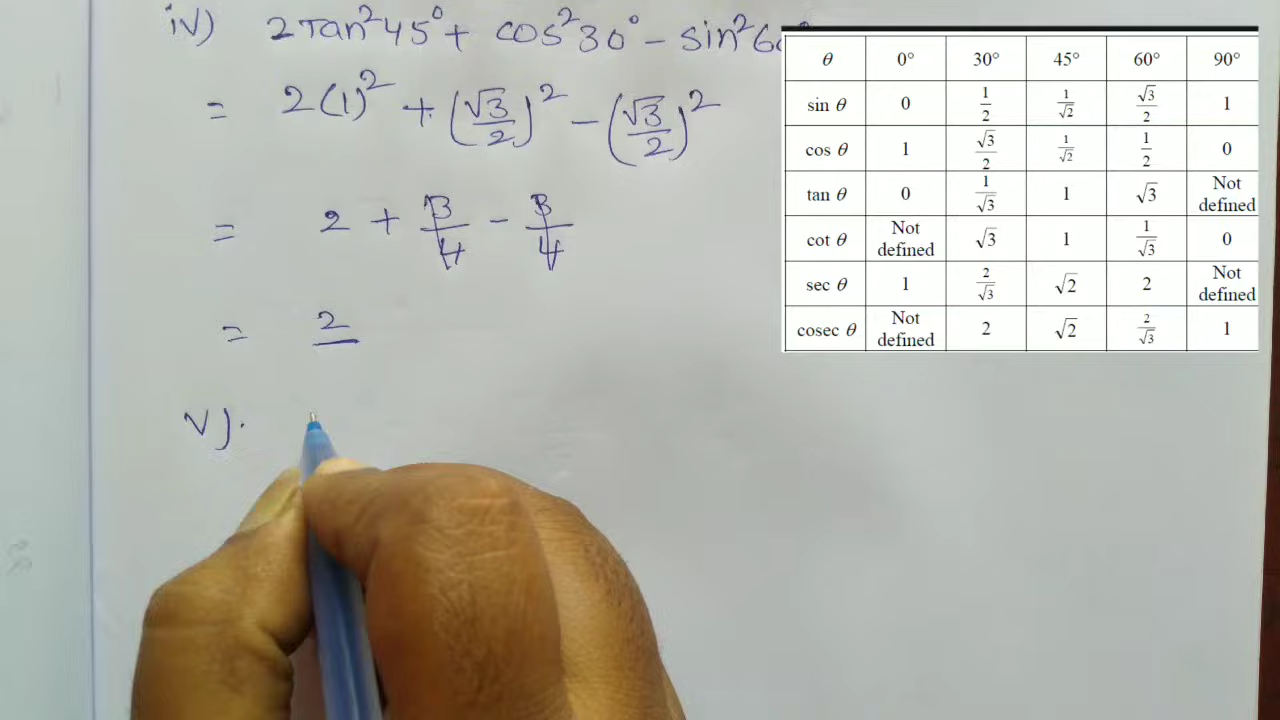 iv) 2Tan²45° + cos²30° - sin²60°
= 2(1)² + (√3/2)² - (√3/2)²
= 2 + 3/4 - 3/4
= 2
V).
θ 0° 30° 45° 60° 90°
sin θ 0 1/2 1/√2 √3/2 1
cos θ 1 √3/2 1/√2 1/2 0
tan θ 0 1/√3 1 √3 Not defined
cot θ Not defined √3 1 1/√3 0
sec θ 1 2/√3 √2 2 Not defined
cosec θ Not defined 2 √2 2/√3 1